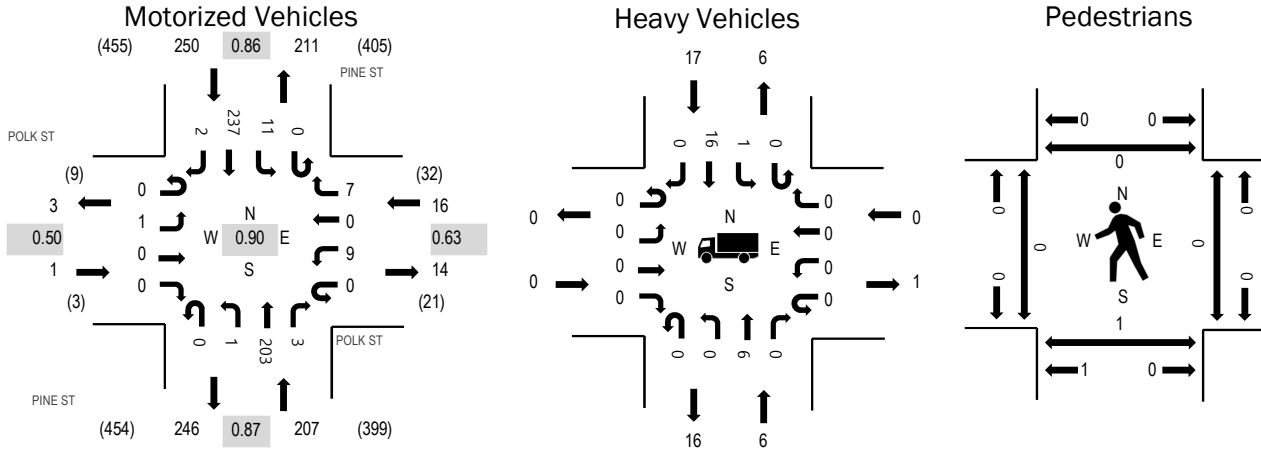 Motorized Vehicles
Heavy Vehicles
Pedestrians
(455) 250 0.86 211 (405)
PINE ST
POLK ST
2 237 11 0
(9)
3
0.50
1
(3)
0
1
0
0
N
W 0.90 E
S
7
0
9
0
(32)
16
0.63
14
(21)
0 1 203 3
POLK ST
PINE ST
(454) 246 0.87 207 (399)
17 6
0 16 1 0
0
0
0
0
0
0
N
W E
S
0
0
0
0
0
1
0 0 6 0
16 6
0 0
0
0
0
0
N
W E
S
0
0
0
1
1 0